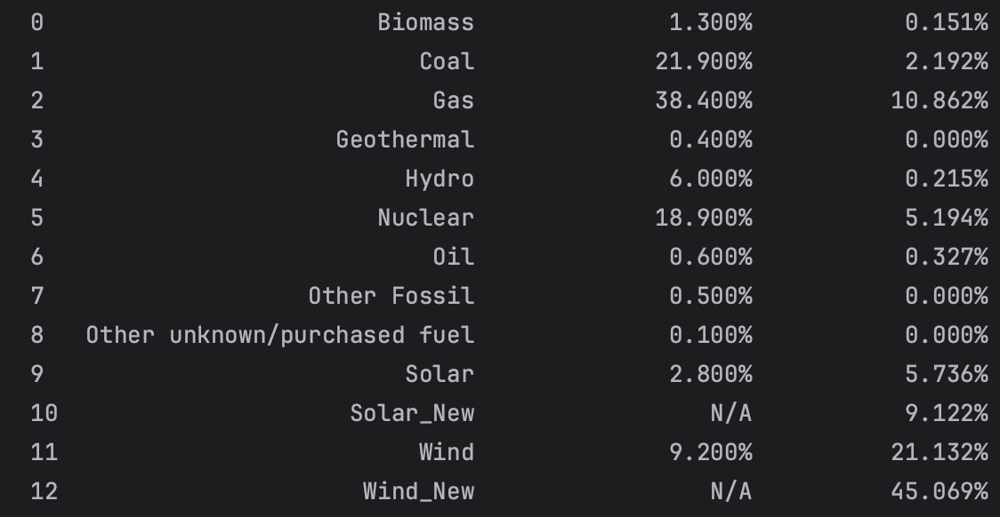 0 Biomass 1.300% 0.151%
1 Coal 21.900% 2.192%
2 Gas 38.400% 10.862%
3 Geothermal 0.400% 0.000%
4 Hydro 6.000% 0.215%
5 Nuclear 18.900% 5.194%
6 Oil 0.600% 0.327%
7 Other Fossil 0.500% 0.000%
8 Other unknown/purchased fuel 0.100% 0.000%
9 Solar 2.800% 5.736%
10 Solar_New N/A 9.122%
11 Wind 9.200% 21.132%
12 Wind_New N/A 45.069%